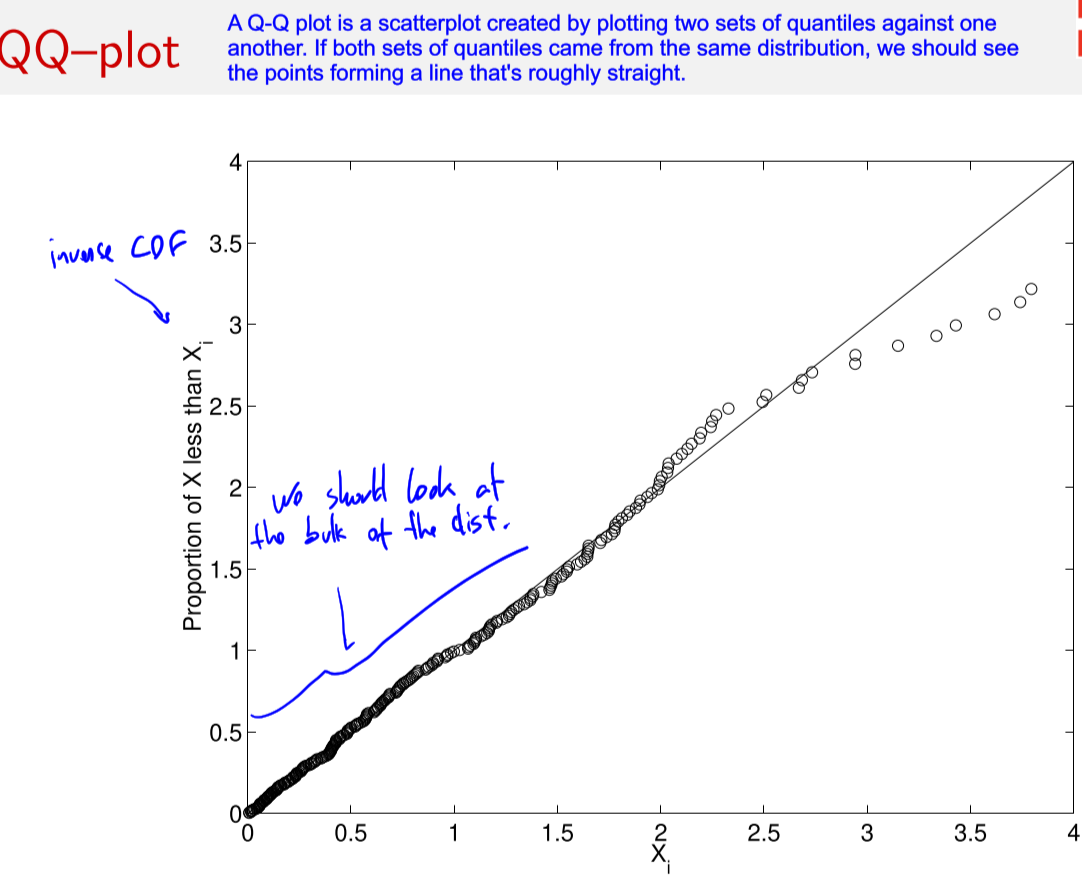 QQ–plot
A Q-Q plot is a scatterplot created by plotting two sets of quantiles against one
another. If both sets of quantiles came from the same distribution, we should see
the points forming a line that's roughly straight.
inverse CDF
we should look at
the bulk of the dist.
Proportion of X less than Xi
4
3.5
3
2.5
2
1.5
1
0.5
0
0 0.5 1 1.5 2 2.5 3 3.5 4
Xi